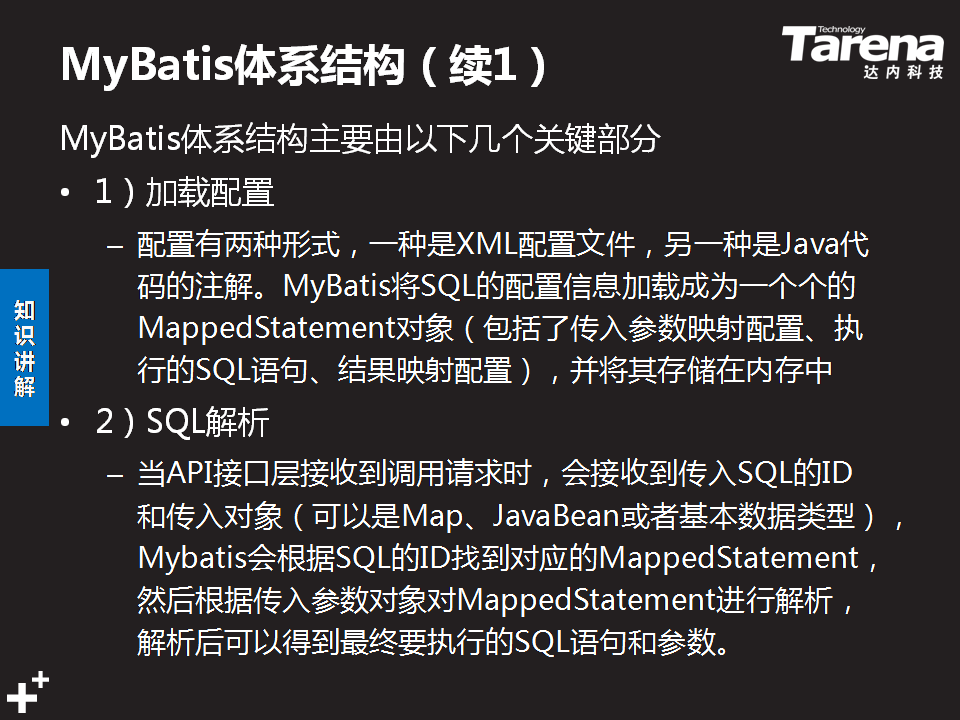 MyBatis体系结构（续1）
Technology
Tarena
达内科技
MyBatis体系结构主要由以下几个关键部分
• 1）加载配置
– 配置有两种形式，一种是XML配置文件，另一种是Java代
码的注解。MyBatis将SQL的配置信息加载成为一个个的
MappedStatement对象（包括了传入参数映射配置、执
行的SQL语句、结果映射配置），并将其存储在内存中
• 2）SQL解析
– 当API接口层接收到调用请求时，会接收到传入SQL的ID
和传入对象（可以是Map、JavaBean或者基本数据类型），
Mybatis会根据SQL的ID找到对应的MappedStatement，
然后根据传入参数对象对MappedStatement进行解析，
解析后可以得到最终要执行的SQL语句和参数。
知识讲解